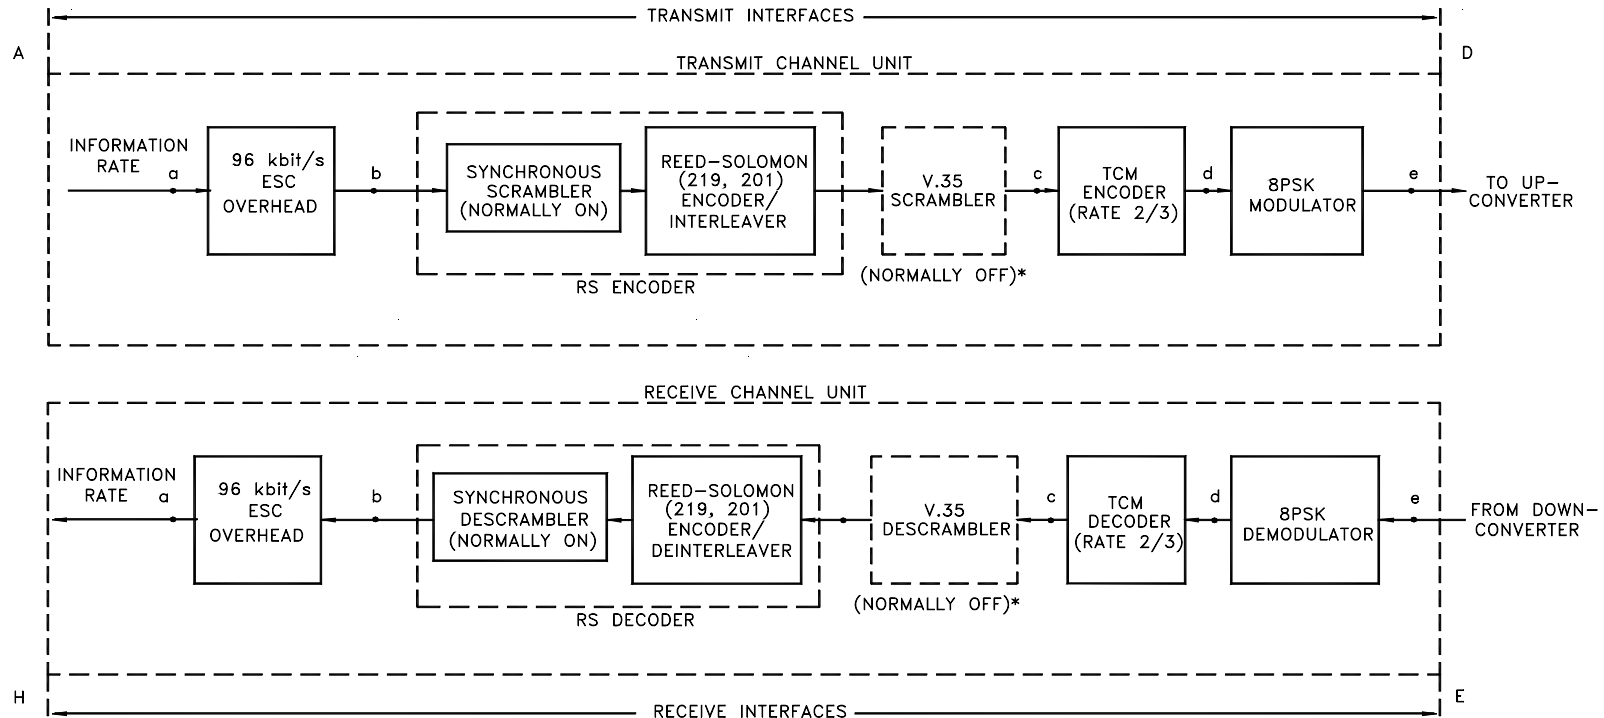 TRANSMIT INTERFACES
A
D
TRANSMIT CHANNEL UNIT
INFORMATION
RATE
a
96 kbit/s
ESC
OVERHEAD
b
SYNCHRONOUS
SCRAMBLER
(NORMALLY ON)
REED-SOLOMON
(219, 201)
ENCODER/
INTERLEAVER
RS ENCODER
V.35
SCRAMBLER
(NORMALLY OFF)*
c
TCM
ENCODER
(RATE 2/3)
d
8PSK
MODULATOR
e
TO UP-
CONVERTER
RECEIVE CHANNEL UNIT
INFORMATION
RATE a
96 kbit/s
ESC
OVERHEAD
b
SYNCHRONOUS
DESCRAMBLER
(NORMALLY ON)
REED-SOLOMON
(219, 201)
ENCODER/
DEINTERLEAVER
RS DECODER
V.35
DESCRAMBLER
(NORMALLY OFF)*
c
TCM
DECODER
(RATE 2/3)
d
8PSK
DEMODULATOR
e
FROM DOWN-
CONVERTER
H
E
RECEIVE INTERFACES